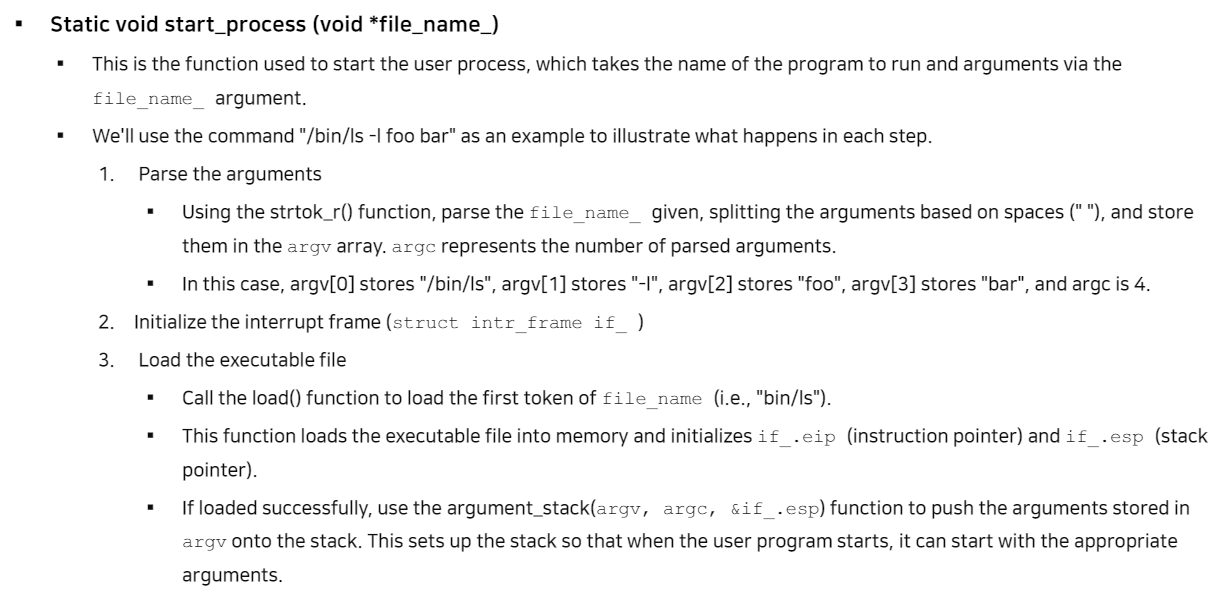 ▪ Static void start_process (void *file_name_)
▪ This is the function used to start the user process, which takes the name of the program to run and arguments via the
file_name_ argument.
▪ We'll use the command "/bin/ls -l foo bar" as an example to illustrate what happens in each step.
1. Parse the arguments
▪ Using the strtok_r() function, parse the file_name_ given, splitting the arguments based on spaces (" "), and store
them in the argv array. argc represents the number of parsed arguments.
▪ In this case, argv[0] stores "/bin/ls", argv[1] stores "-l", argv[2] stores "foo", argv[3] stores "bar", and argc is 4.
2. Initialize the interrupt frame (struct intr_frame if_ )
3. Load the executable file
▪ Call the load() function to load the first token of file_name (i.e., "bin/ls").
▪ This function loads the executable file into memory and initializes if_.eip (instruction pointer) and if_.esp (stack
pointer).
▪ If loaded successfully, use the argument_stack(argv, argc, &if_.esp) function to push the arguments stored in
argv onto the stack. This sets up the stack so that when the user program starts, it can start with the appropriate
arguments.